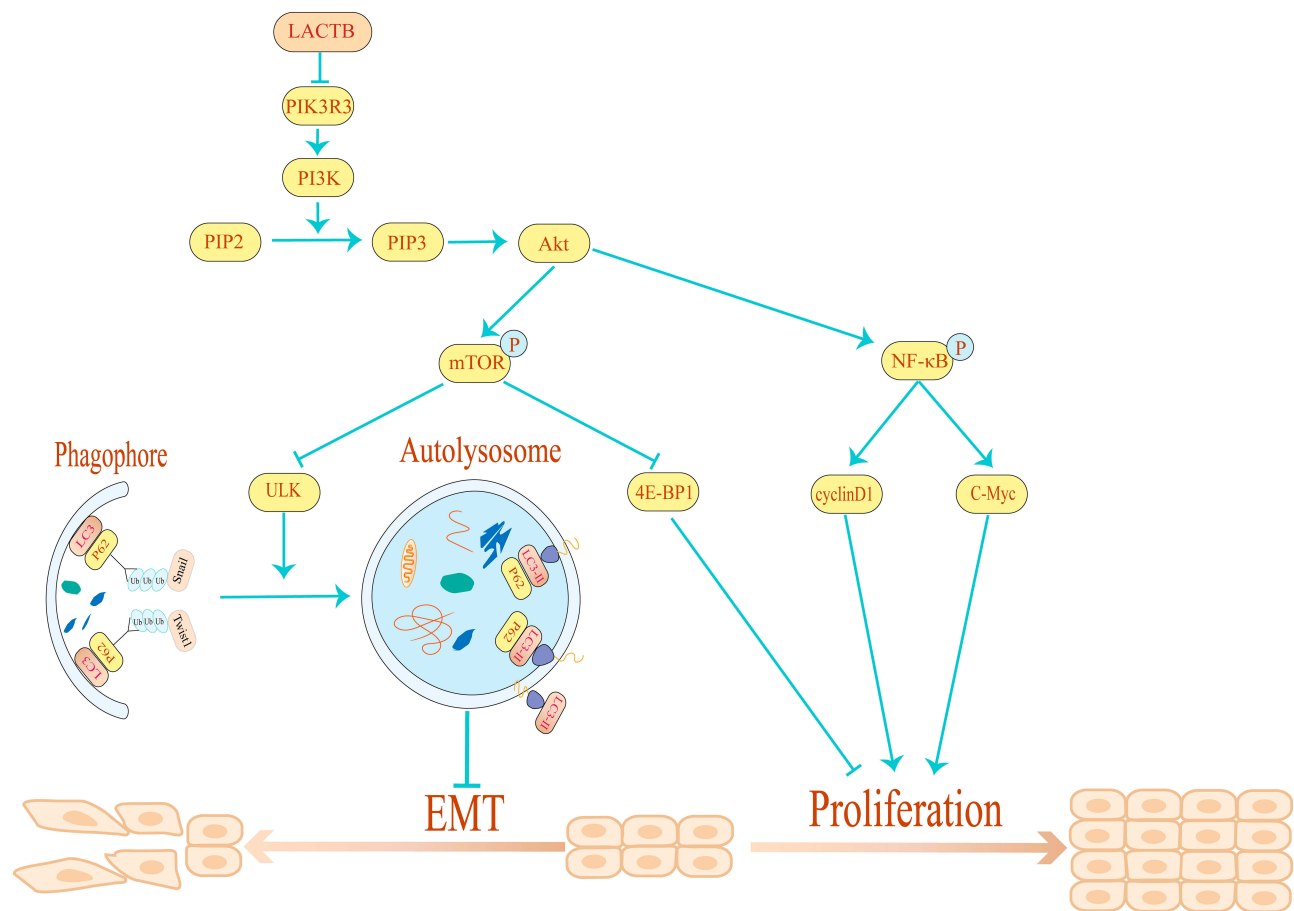 LACTB
PIK3R3
PI3K
PIP2
PIP3
Akt
mTOR
P
NF-κB
P
Phagophore
Autolysosome
ULK
4E-BP1
cyclinD1
C-Myc
LC3
P62
Ub Ub Ub
Snail
Ub Ub Ub
Twist1
P62
LC3
LC3-II
P62
P62
LC3-II
LC3-II
EMT
Proliferation